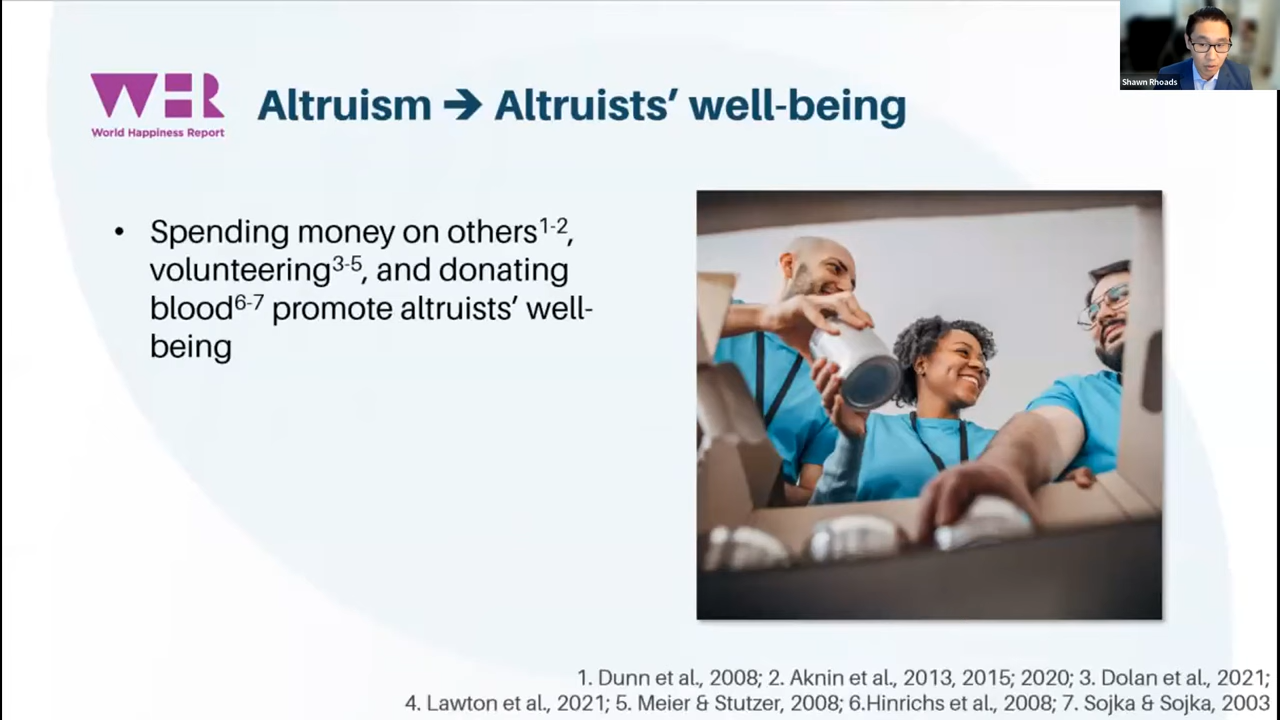 Shawn Rhoads
WHR
World Happiness Report
Altruism ➔ Altruists’ well-being
• Spending money on others1-2,
volunteering3-5, and donating
blood6-7 promote altruists’ well-
being
1. Dunn et al., 2008; 2. Aknin et al., 2013, 2015; 2020; 3. Dolan et al., 2021;
4. Lawton et al., 2021; 5. Meier & Stutzer, 2008; 6.Hinrichs et al., 2008; 7. Sojka & Sojka, 2003